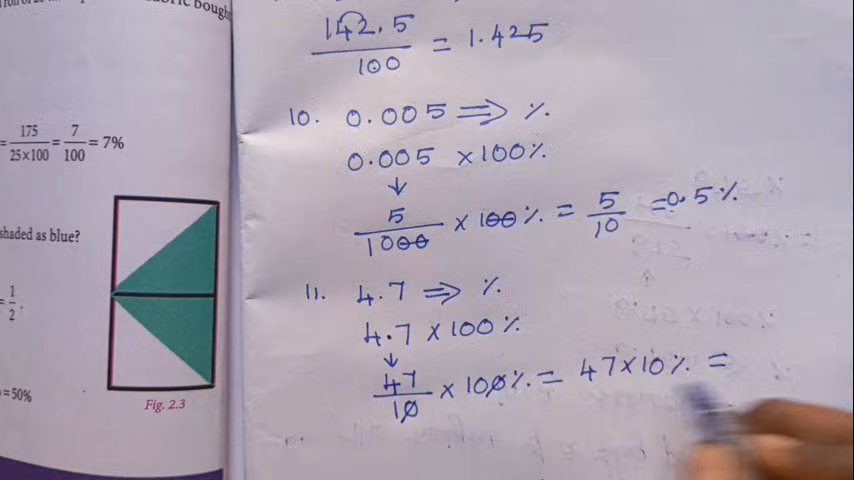 Bought
= 175/25×100 = 7/100 = 7%
shaded as blue?
= 1/2.
= 50%
Fig. 2.3
142.5/100 = 1.425
10. 0.005 ⇒ %
0.005 ×100%
↓
5/1000 × 100% = 5/10 = 0.5%
11. 4.7 ⇒ %
4.7 ×100%
↓
47/10 × 100% = 47×10% =